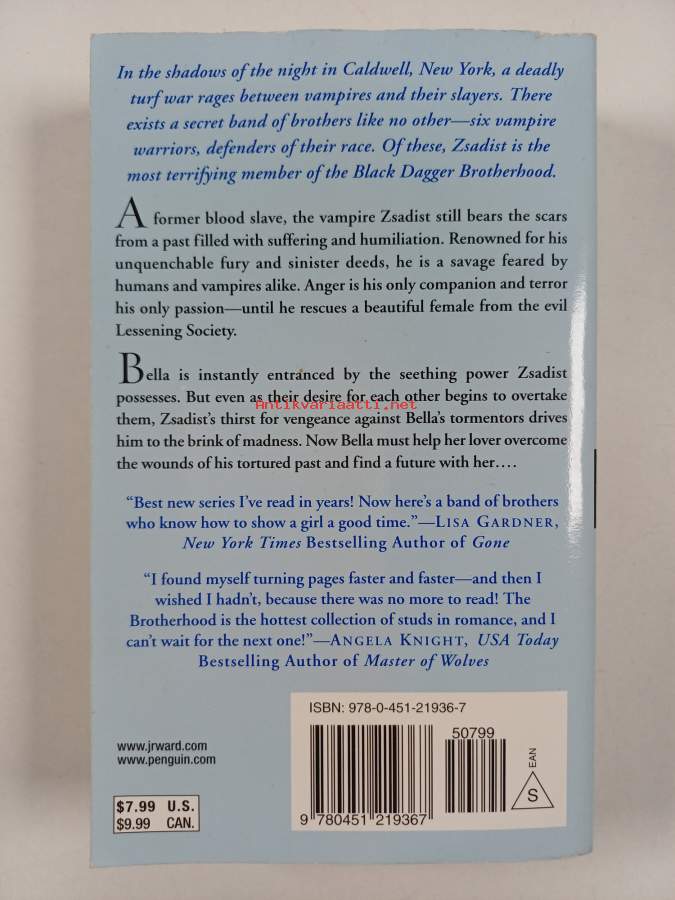 In the shadows of the night in Caldwell, New York, a deadly
turf war rages between vampires and their slayers. There
exists a secret band of brothers like no other—six vampire
warriors, defenders of their race. Of these, Zsadist is the
most terrifying member of the Black Dagger Brotherhood.
A former blood slave, the vampire Zsadist still bears the scars
from a past filled with suffering and humiliation. Renowned for his
unquenchable fury and sinister deeds, he is a savage feared by
humans and vampires alike. Anger is his only companion and terror
his only passion—until he rescues a beautiful female from the evil
Lessening Society.
Bella is instantly entranced by the seething power Zsadist
possesses. But even as their desire for each other begins to overtake
Antikvariaatti.net
them, Zsadist's thirst for vengeance against Bella's tormentors drives
him to the brink of madness. Now Bella must help her lover overcome
the wounds of his tortured past and find a future with her....
“Best new series I've read in years! Now here's a band of brothers
who know how to show a girl a good time.”—LISA GARDNER,
New York Times Bestselling Author of Gone
“I found myself turning pages faster and faster—and then I
wished I hadn't, because there was no more to read! The
Brotherhood is the hottest collection of studs in romance, and I
can't wait for the next one!”—ANGELA KNIGHT, USA Today
Bestselling Author of Master of Wolves
ISBN: 978-0-451-21936-7
50799
EAN
S
9 780451 219367
www.jrward.com
www.penguin.com
$7.99 U.S.
$9.99 CAN.